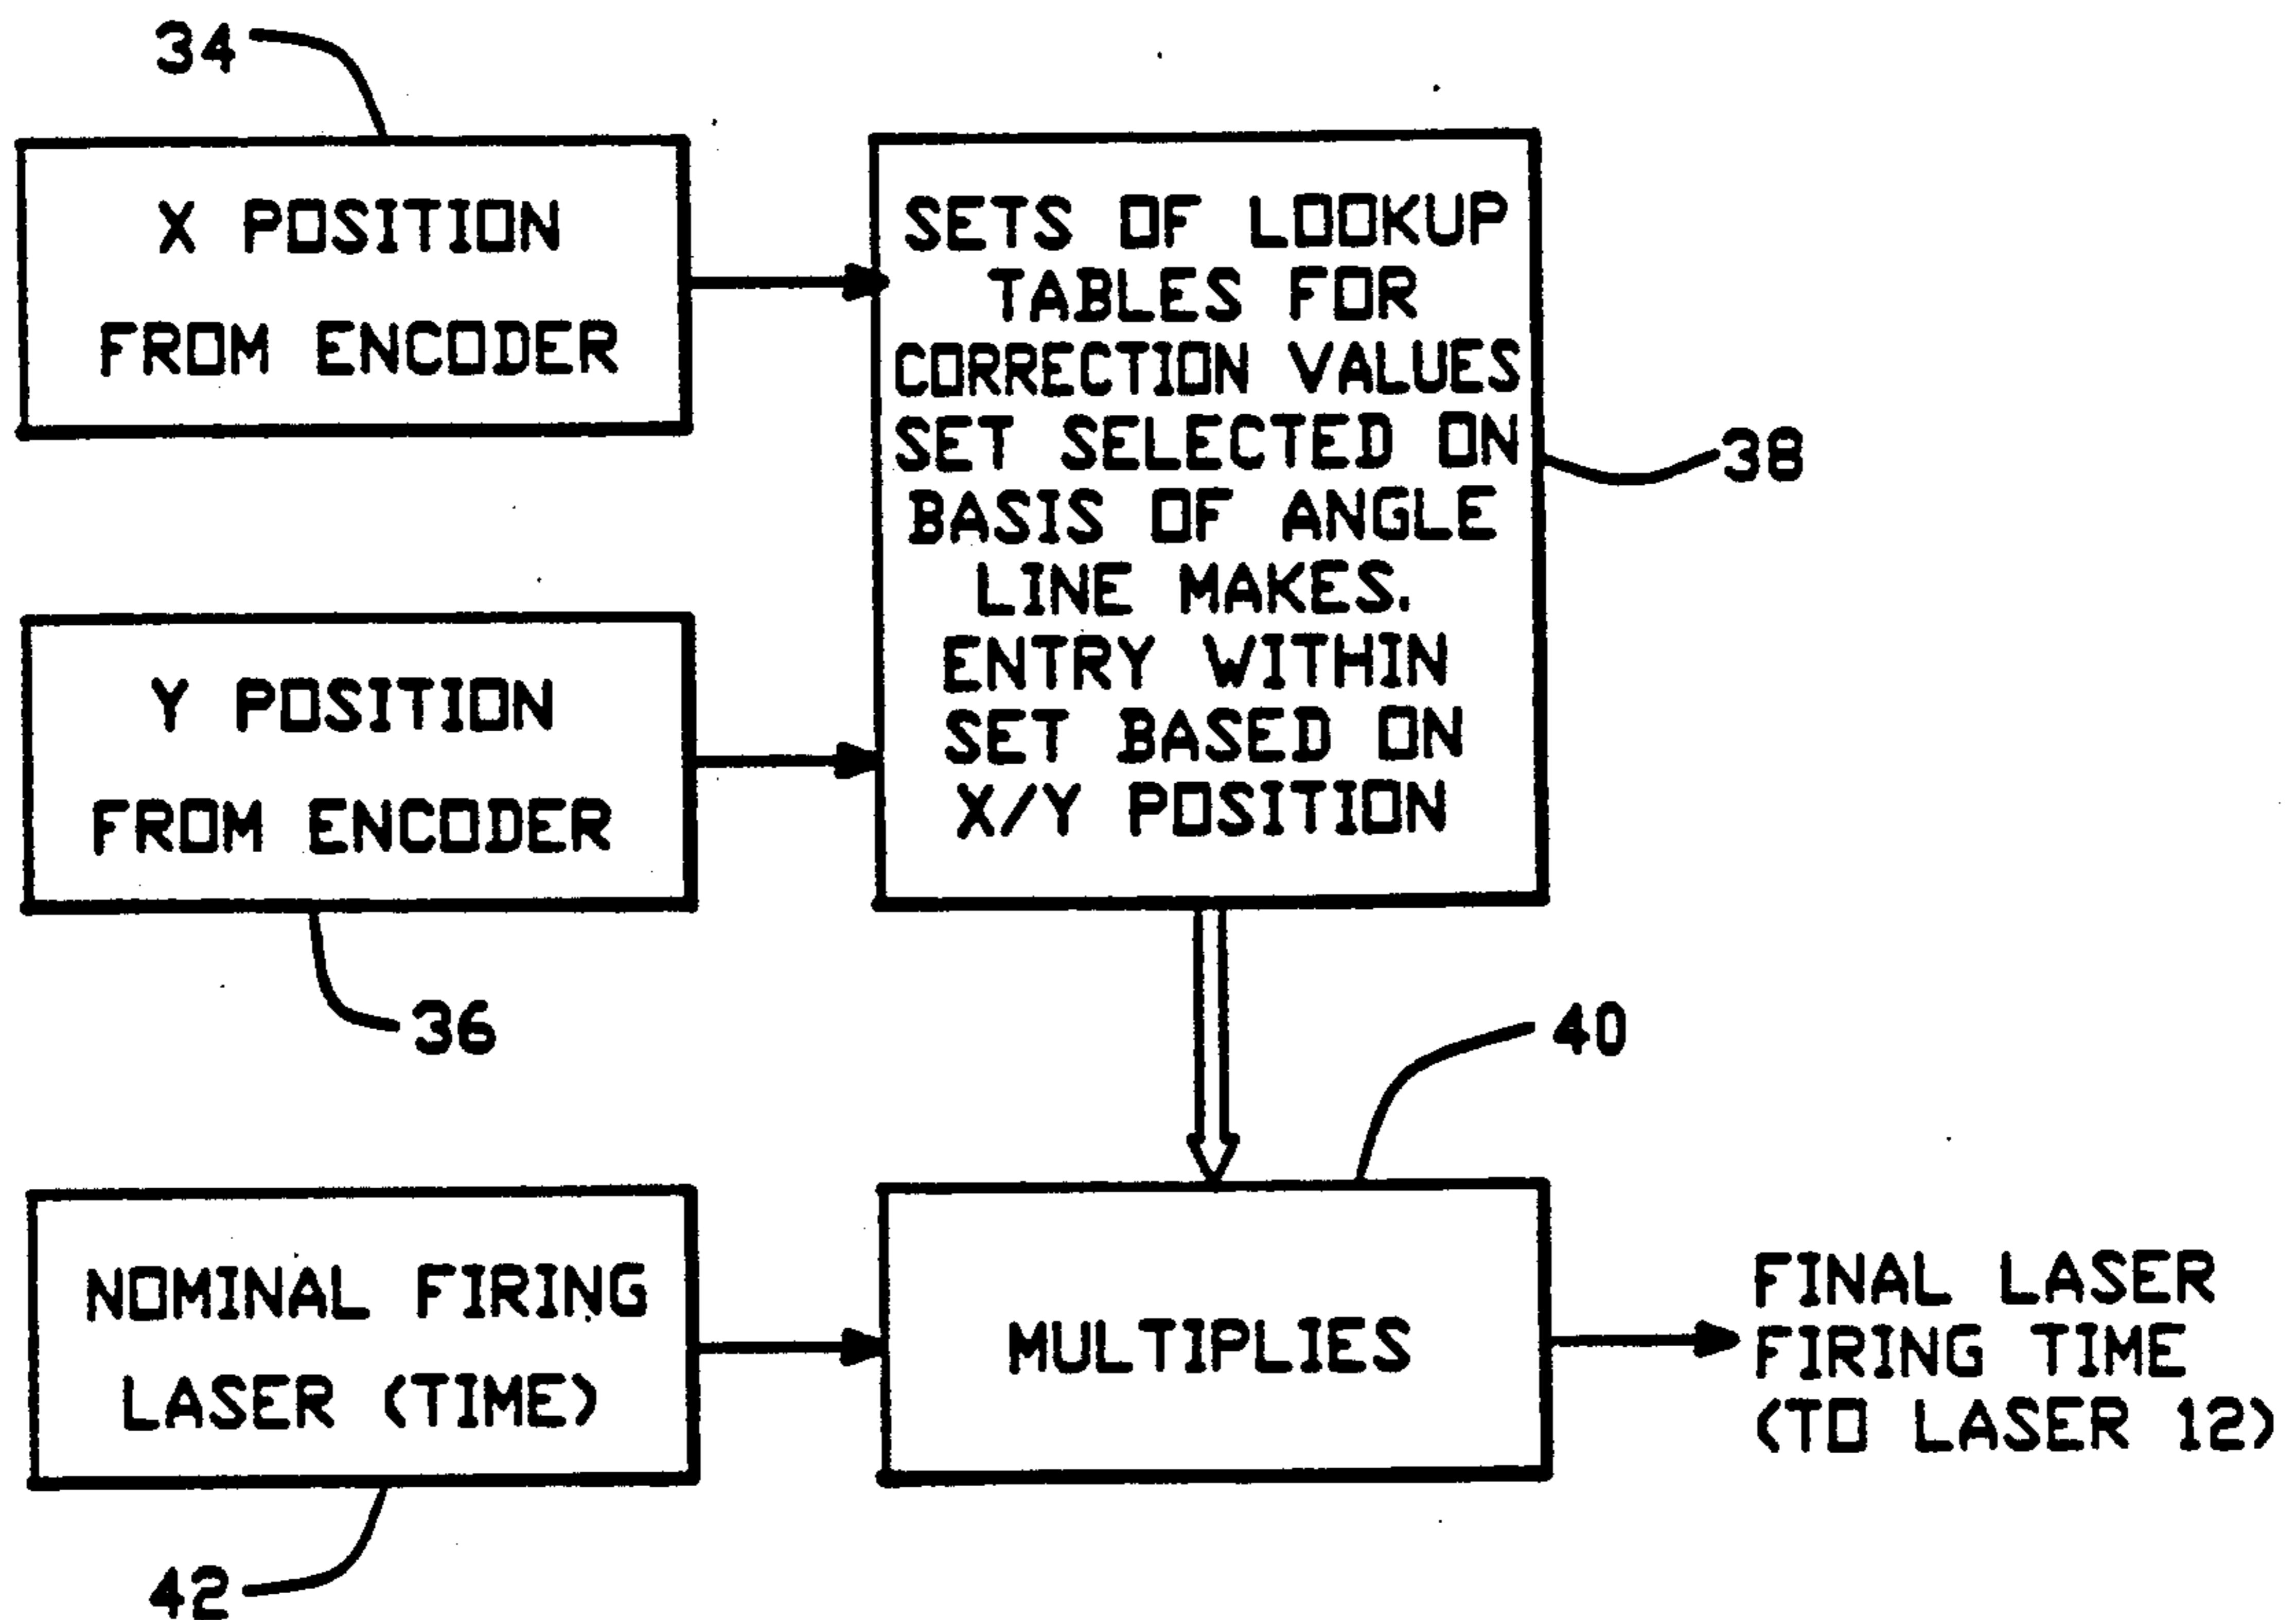 34
X POSITION
FROM ENCODER
SETS OF LOOKUP
TABLES FOR
CORRECTION VALUES
SET SELECTED ON
BASIS OF ANGLE
LINE MAKES.
ENTRY WITHIN
SET BASED ON
X/Y POSITION
38
Y POSITION
FROM ENCODER
36
40
NOMINAL FIRING
LASER (TIME)
42
MULTIPLIES
FINAL LASER
FIRING TIME
(TO LASER 12)